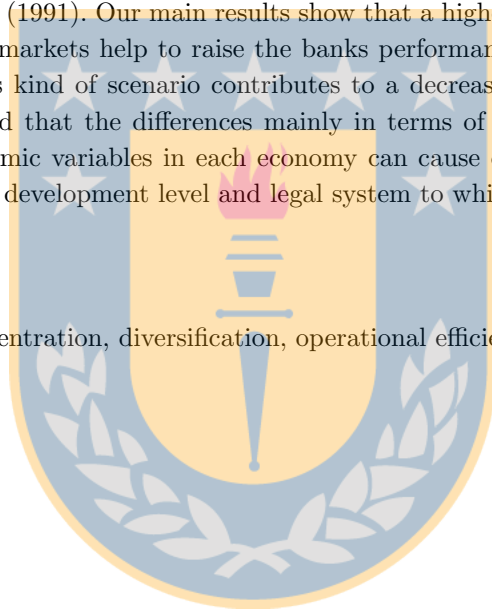 (1991). Our main results show that a high
markets help to raise the banks performan
kind of scenario contributes to a decreas
d that the differences mainly in terms of
mic variables in each economy can cause
development level and legal system to whi
entration, diversification, operational efficie